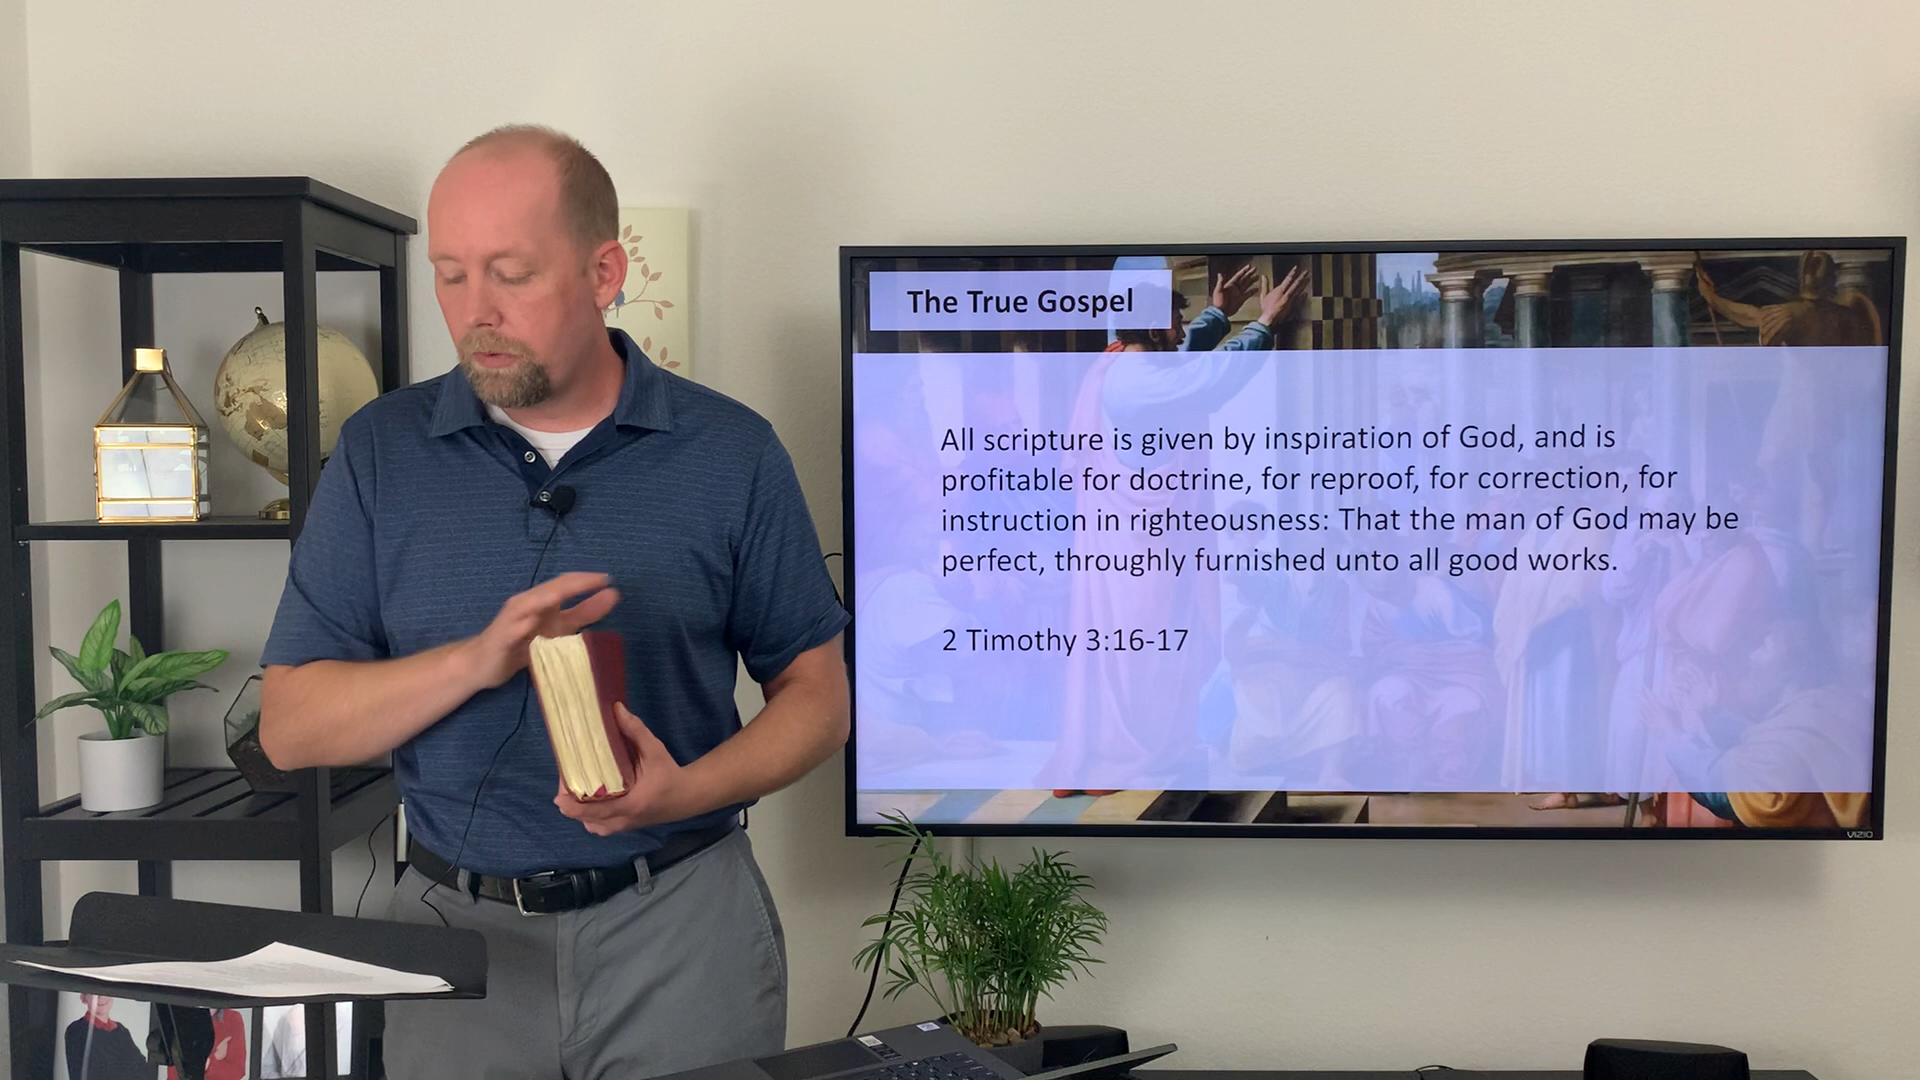 The True Gospel
All scripture is given by inspiration of God, and is
profitable for doctrine, for reproof, for correction, for
instruction in righteousness: That the man of God may be
perfect, throughly furnished unto all good works.
2 Timothy 3:16-17
VIZIO